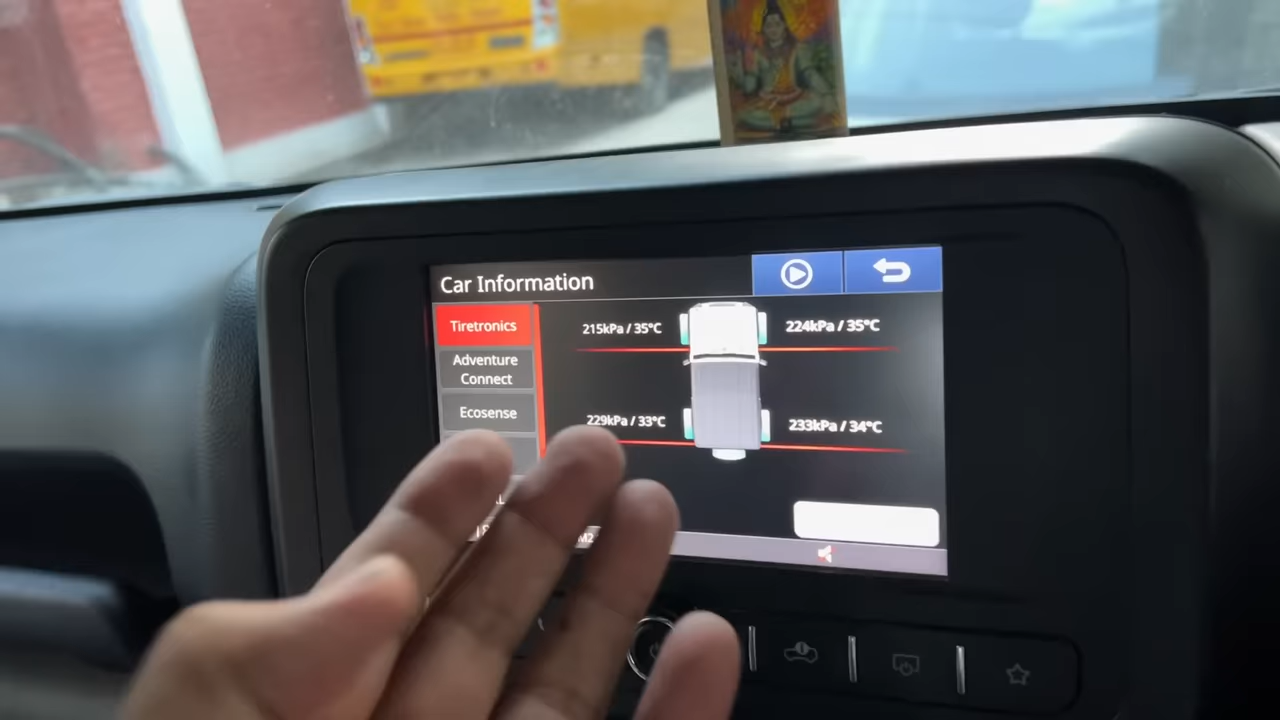 Car Information
Tiretronics
215kPa / 35°C
224kPa / 35°C
Adventure
Connect
Ecosense
229kPa / 33°C
233kPa / 34°C